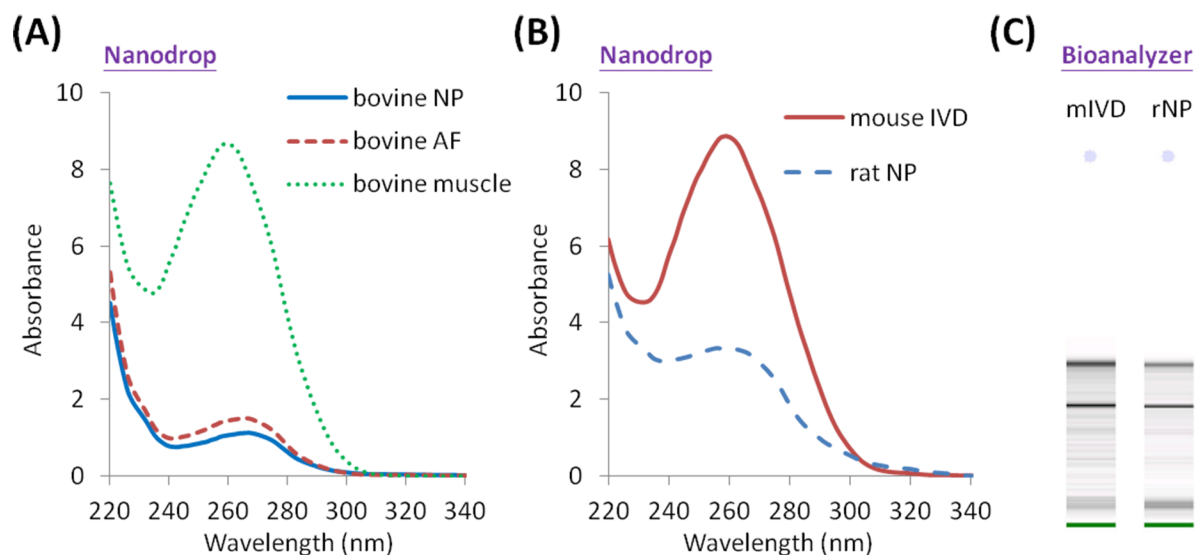 (A)
Nanodrop
bovine NP
bovine AF
bovine muscle
Absorbance
10
8
6
4
2
0
220 240 260 280 300 320 340
Wavelength (nm)
(B)
Nanodrop
mouse IVD
rat NP
Absorbance
10
8
6
4
2
0
220 240 260 280 300 320 340
Wavelength (nm)
(C)
Bioanalyzer
mIVD rNP